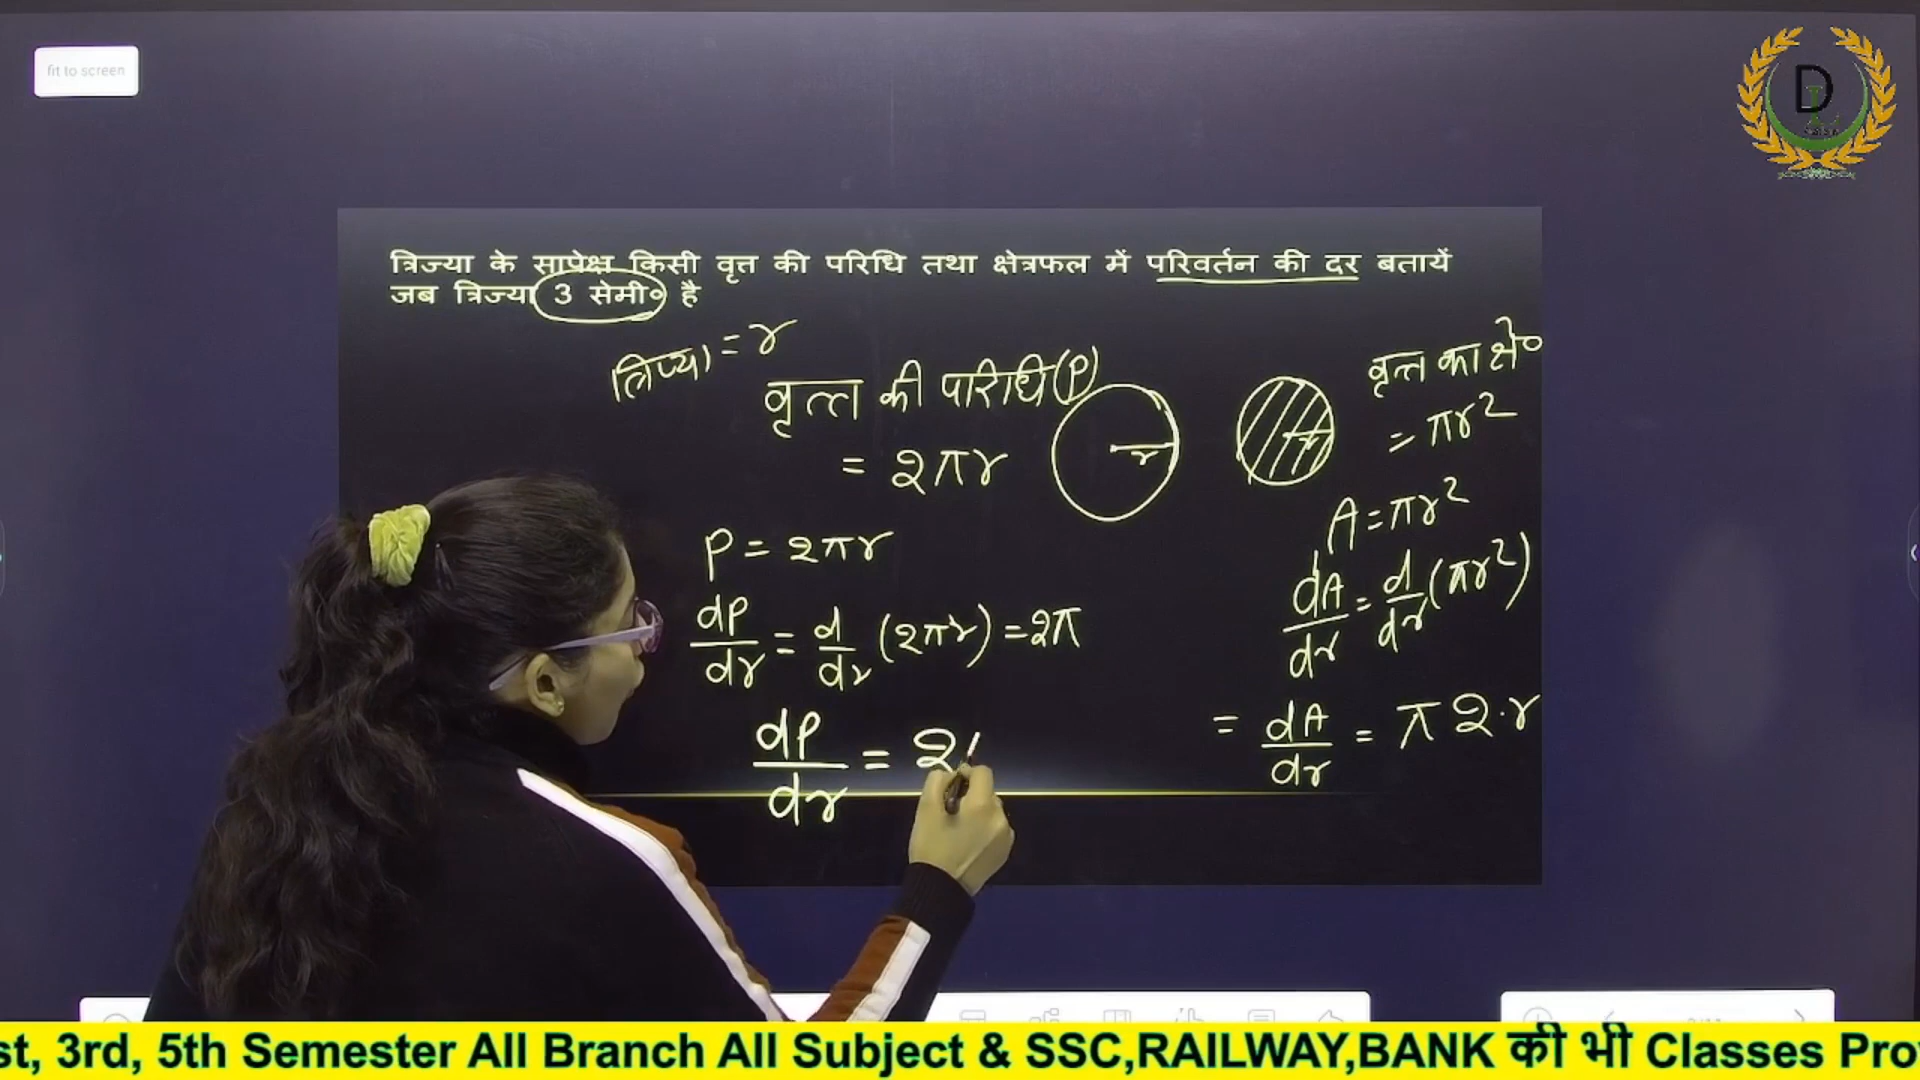 fit to screen
D
त्रिज्या के सापेक्ष किसी वृत्त की परिधि तथा क्षेत्रफल में परिवर्तन की दर बतायें
जब त्रिज्या 3 सेमी० है
त्रिज्या = r
वृत्त की परिधि (P)
= 2πr
r
P = 2πr
dP/dr = d/dr (2πr) = 2π
dP/dr = 2
r
वृत्त का क्षे०
= πr²
A = πr²
dA/dr = d/dr (πr²)
= dA/dr = π 2·r
st, 3rd, 5th Semester All Branch All Subject & SSC,RAILWAY,BANK की भी Classes Pro